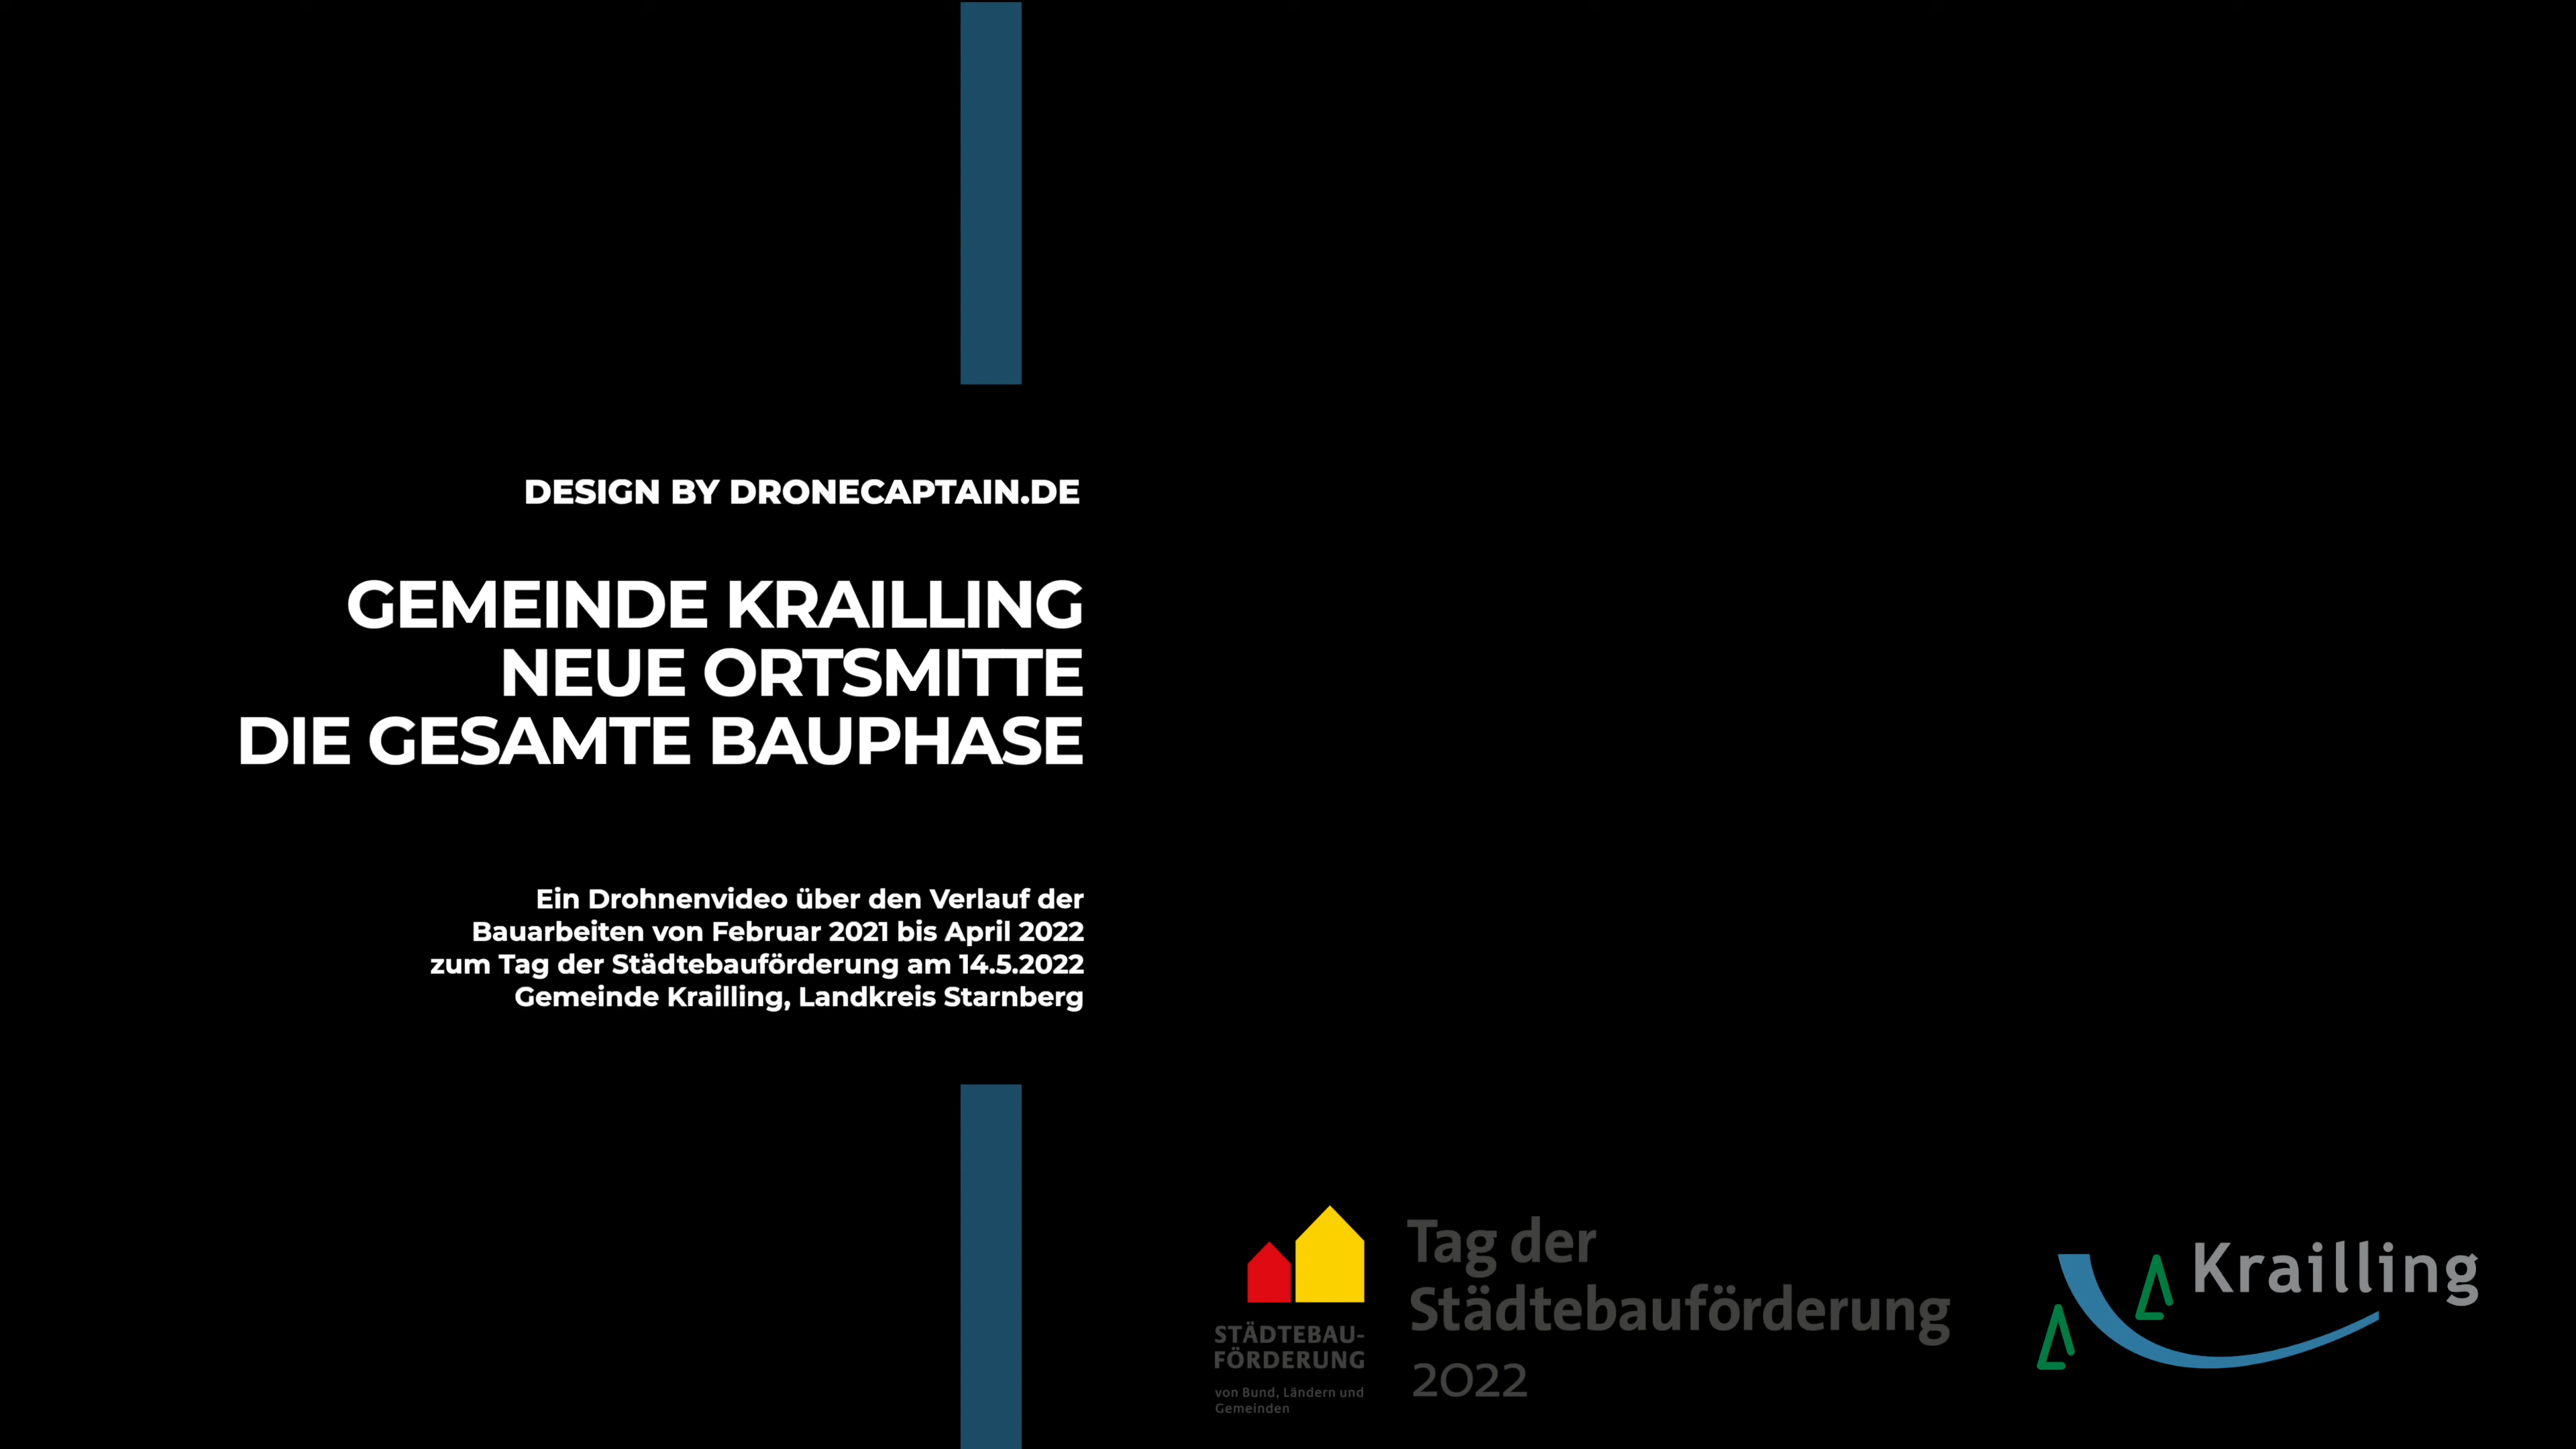 DESIGN BY DRONECAPTAIN.DE
GEMEINDE KRAILLING
NEUE ORTSMITTE
DIE GESAMTE BAUPHASE
Ein Drohnenvideo über den Verlauf der
Bauarbeiten von Februar 2021 bis April 2022
zum Tag der Städtebauförderung am 14.5.2022
Gemeinde Krailling, Landkreis Starnberg
STÄDTEBAU-
FÖRDERUNG
von Bund, Ländern und
Gemeinden
Tag der
Städtebauförderung
2022
Krailling